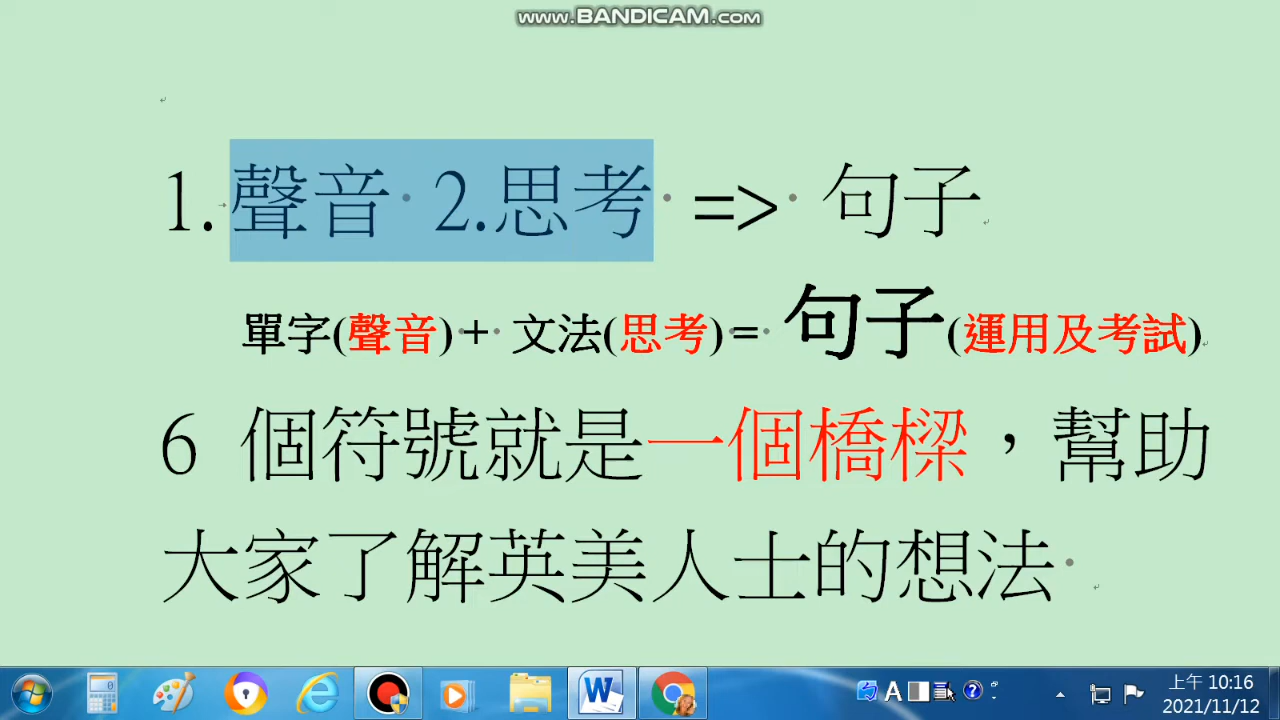 www.BANDICAM.com
1.聲音 2.思考 => 句子
單字(聲音)+ 文法(思考)= 句子(運用及考試)
6 個符號就是一個橋樑，幫助
大家了解英美人士的想法
上午 10:16
2021/11/12